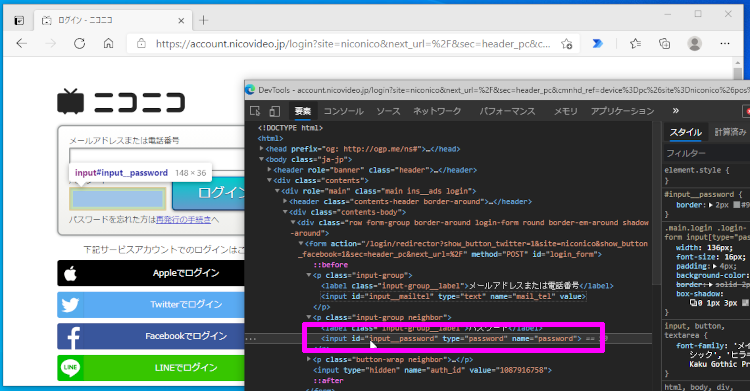 ログイン - ニコニコ
https://account.nicovideo.jp/login?site=niconico&next_url=%2F&sec=header_pc&c...
DevTools - account.nicovideo.jp/login?site=niconico&next_url=%2F&sec=header_pc&cmnhd_ref=device%3Dpc%26site%3Dniconico%26pos
ニコニコ
メールアドレスまたは電話番号
input#input__password 148 × 36
ログイン
パスワードを忘れた方は再発行の手続きへ
下記サービスアカウントでのログインはこ
Appleでログイン
Twitterでログイン
Facebookでログイン
LINEでログイン
要素 コンソール ソース ネットワーク パフォーマンス メモリ アプリケーション »
<!DOCTYPE html>
<html>
<head prefix="og: http://ogp.me/ns#">…</head>
<body class="ja-jp">
<header role="banner" class="header">…</header>
<div class="contents">
<div role="main" class="main ins__ads login">
<header class="contents-header border-around">…</header>
<div class="contents-body">
<div class="row form-group border-around login-form round border-em-around shadow
-around">
<form action="/login/redirector?show_button_twitter=1&site=niconico&show_button
_facebook=1&sec=header_pc&next_url=%2F" method="POST" id="login_form">
::before
<p class="input-group">
<label class="input-group__label">メールアドレスまたは電話番号</label>
<input id="input__mailtel" type="text" name="mail_tel" value>
</p>
<p class="input-group neighbor">
<label class="input-group__label">パスワード</label>
<input id="input__password" type="password" name="password"> ==
<p class="button-wrap neighbor">…</p>
<input type="hidden" name="auth_id" value="1087916758">
::after
</form>
スタイル 計算済み
フィルター
element.style {
}
#input__password {
border: 2px #9
}
.main.login .login-
form input[type="pas
width: 136px;
font-size: 16px;
padding: 4px;
background-color:
border: solid 2p
box-shadow:
0 1px 3px
}
input, button,
textarea {
font-family: 'メイ
シック', 'ヒラギ
Kaku Gothic Pr
}
html, body, div,